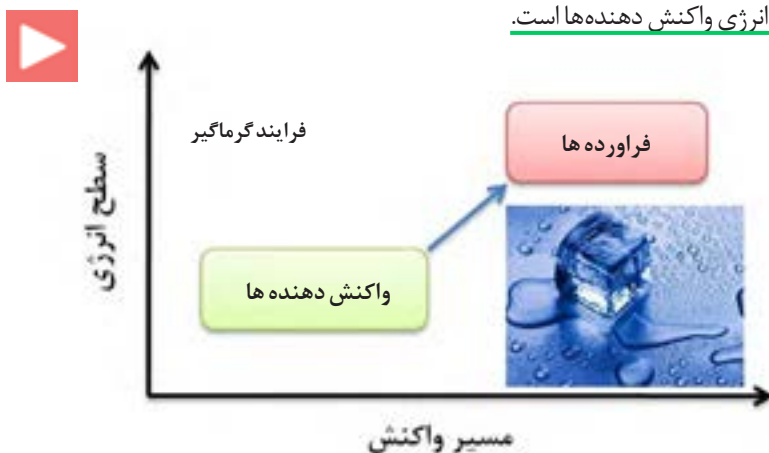 انرژی واکنش دهنده‌ها است.
فرایند گرماگیر
فراورده ها
سطح انرژی
واکنش دهنده ها
مسیر واکنش